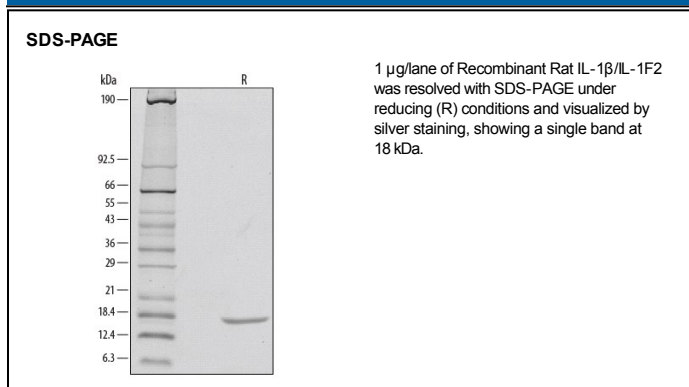 SDS-PAGE
kDa
R
190
92.5
66
55
43
36
29
21
18.4
12.4
6.3
1 µg/lane of Recombinant Rat IL-1β/IL-1F2
was resolved with SDS-PAGE under
reducing (R) conditions and visualized by
silver staining, showing a single band at
18 kDa.